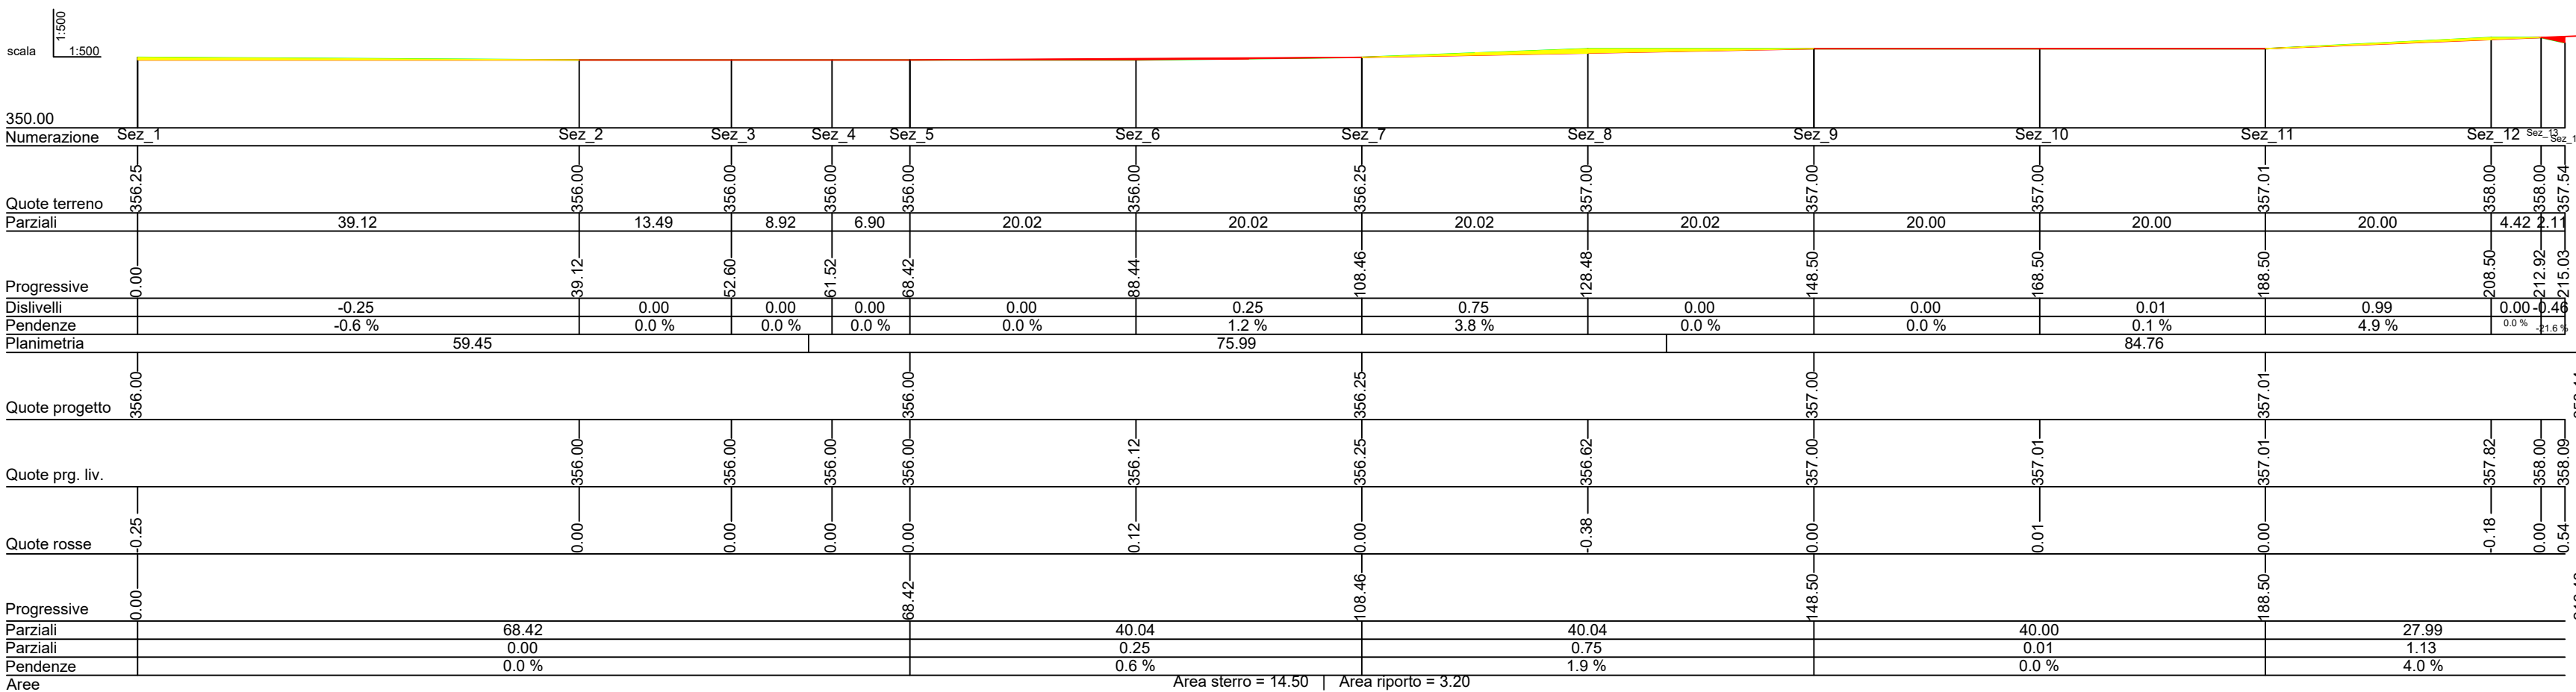 1:500
scala 1:500
350.00
Numerazione Sez_1 Sez_2 Sez_3 Sez_4 Sez_5 Sez_6 Sez_7 Sez_8 Sez_9 Sez_10 Sez_11 Sez_12 Sez_13 Sez_1
Quote terreno 356.25 356.00 356.00 356.00 356.00 356.00 356.25 357.00 357.00 357.00 357.01 358.00 358.00 357.54
Parziali 39.12 13.49 8.92 6.90 20.02 20.02 20.02 20.02 20.00 20.00 20.00 4.42 2.11
Progressive 0.00 39.12 52.60 61.52 68.42 88.44 108.46 128.48 148.50 168.50 188.50 208.50 212.92 215.03
Dislivelli -0.25 0.00 0.00 0.00 0.00 0.25 0.75 0.00 0.00 0.01 0.99 0.00 -0.46
Pendenze -0.6 % 0.0 % 0.0 % 0.0 % 0.0 % 1.2 % 3.8 % 0.0 % 0.0 % 0.1 % 4.9 % 0.0 % -21.6 %
Planimetria 59.45 75.99 84.76
Quote progetto 356.00 356.00 356.25 357.00 357.01
Quote prg. liv. 356.00 356.00 356.00 356.00 356.12 356.25 356.62 357.00 357.01 357.01 357.82 358.00 358.09
Quote rosse -0.25 0.00 0.00 0.00 0.00 0.12 0.00 -0.38 0.00 0.01 0.00 -0.18 0.00 0.54
Progressive 0.00 68.42 108.46 148.50 188.50
Parziali 68.42 40.04 40.04 40.00 27.99
Parziali 0.00 0.25 0.75 0.01 1.13
Pendenze 0.0 % 0.6 % 1.9 % 0.0 % 4.0 %
Aree Area sterro = 14.50 | Area riporto = 3.20